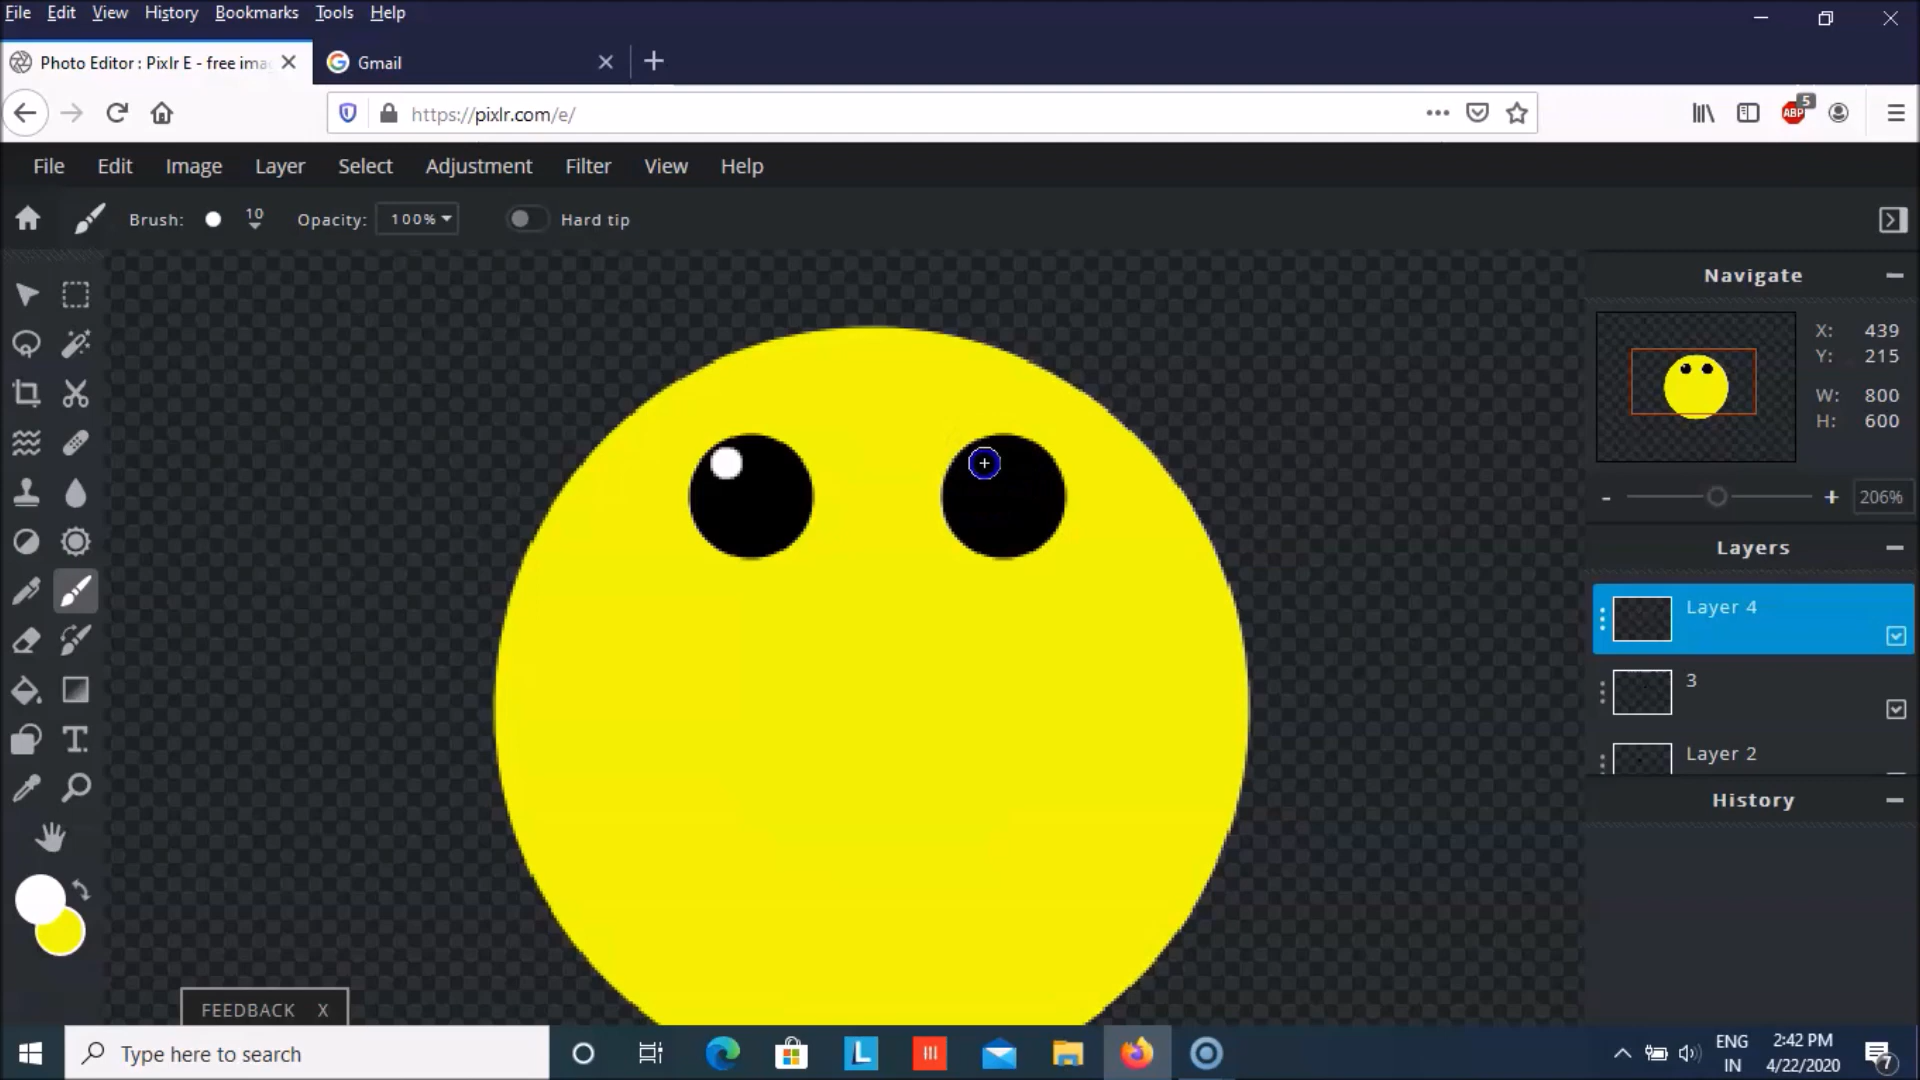 File Edit View History Bookmarks Tools Help
Photo Editor : Pixlr E - free ima
Gmail
https://pixlr.com/e/
ABP 5
File Edit Image Layer Select Adjustment Filter View Help
Brush: 10 Opacity: 100% Hard tip
Navigate
X: 439
Y: 215
W: 800
H: 600
- + 206%
Layers
Layer 4
3
Layer 2
History
T.
FEEDBACK X
Type here to search
L
ENG
IN
2:42 PM
4/22/2020
7